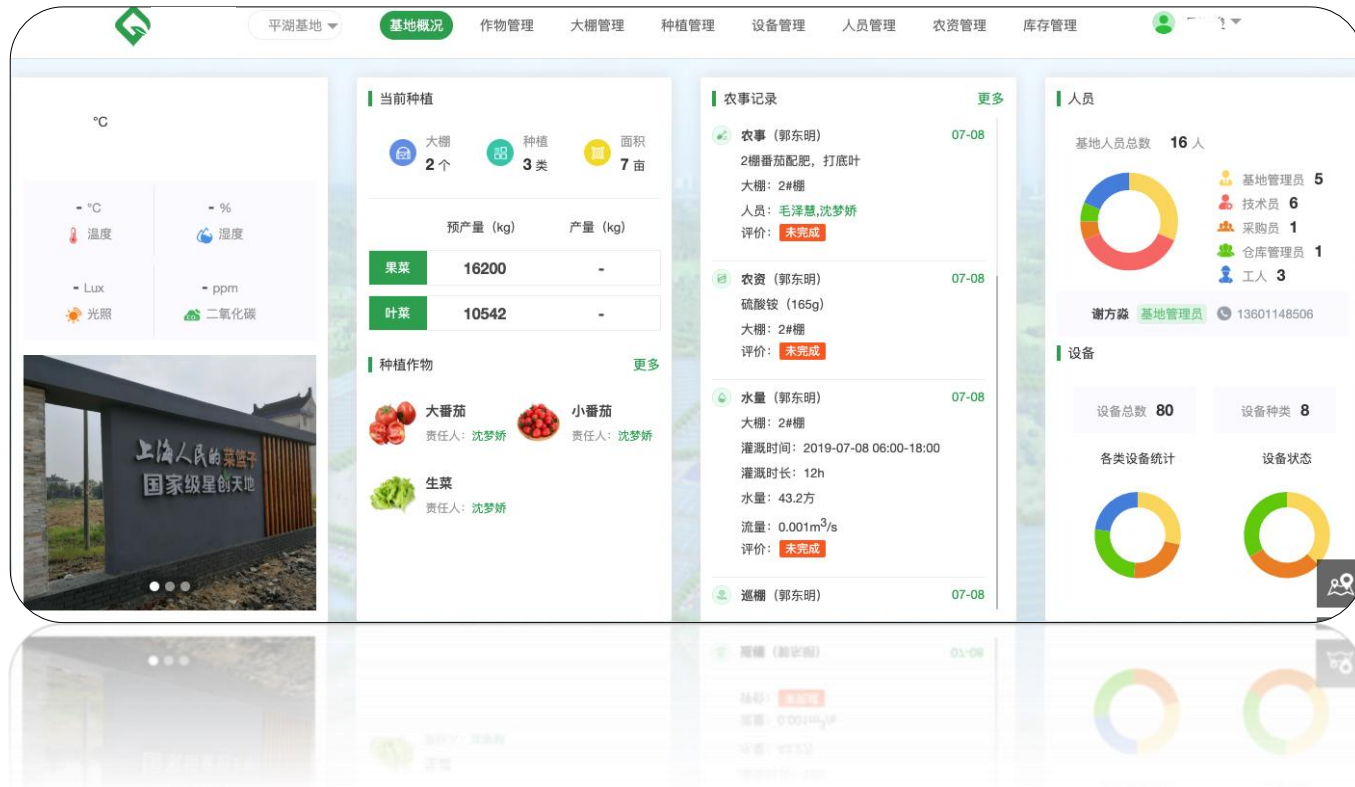 平湖基地
基地概况
作物管理
大棚管理
种植管理
设备管理
人员管理
农资管理
库存管理
°C
- °C
温度
- %
湿度
- Lux
光照
- ppm
二氧化碳
上海人民的菜篮子
国家级星创天地
当前种植
大棚
2 个
种植
3 类
面积
7 亩
预产量（kg） 产量（kg）
果菜 16200 -
叶菜 10542 -
种植作物 更多
大番茄
责任人：沈梦娇
小番茄
责任人：沈梦娇
生菜
责任人：沈梦娇
农事记录 更多
农事（郭东明） 07-08
2棚番茄配肥，打底叶
大棚：2#棚
人员：毛泽慧,沈梦娇
评价：未完成
农资（郭东明） 07-08
硫酸铵（165g）
大棚：2#棚
评价：未完成
水量（郭东明） 07-08
大棚：2#棚
灌溉时间：2019-07-08 06:00-18:00
灌溉时长：12h
水量：43.2方
流量：0.001m³/s
评价：未完成
巡棚（郭东明） 07-08
人员
基地人员总数 16 人
基地管理员 5
技术员 6
采购员 1
仓库管理员 1
工人 3
谢方淼 基地管理员 13601148506
设备
设备总数 80
设备种类 8
各类设备统计
设备状态